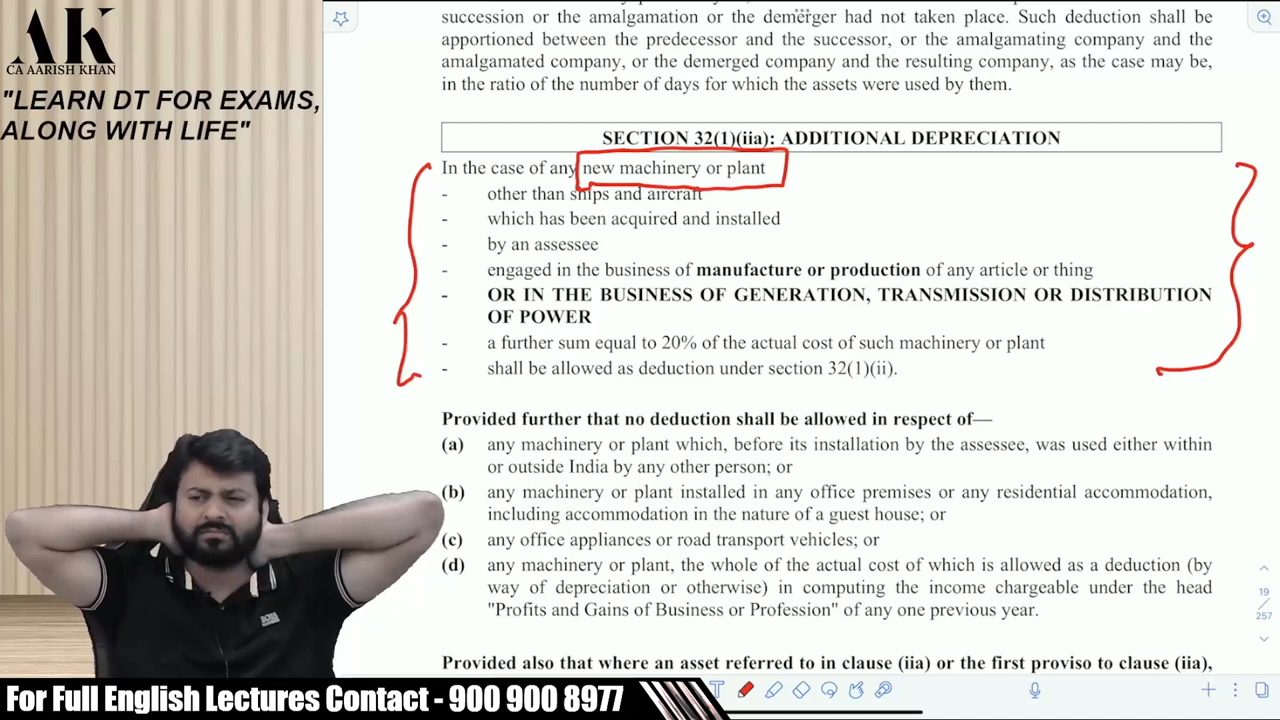 AK
CA AARISH KHAN
"LEARN DT FOR EXAMS,
ALONG WITH LIFE"
succession or the amalgamation or the demerger had not taken place. Such deduction shall be
apportioned between the predecessor and the successor, or the amalgamating company and the
amalgamated company, or the demerged company and the resulting company, as the case may be,
in the ratio of the number of days for which the assets were used by them.
SECTION 32(1)(iia): ADDITIONAL DEPRECIATION
In the case of any new machinery or plant
- other than ships and aircraft
- which has been acquired and installed
- by an assessee
- engaged in the business of manufacture or production of any article or thing
- OR IN THE BUSINESS OF GENERATION, TRANSMISSION OR DISTRIBUTION
OF POWER
- a further sum equal to 20% of the actual cost of such machinery or plant
- shall be allowed as deduction under section 32(1)(ii).
Provided further that no deduction shall be allowed in respect of—
(a) any machinery or plant which, before its installation by the assessee, was used either within
or outside India by any other person; or
(b) any machinery or plant installed in any office premises or any residential accommodation,
including accommodation in the nature of a guest house; or
(c) any office appliances or road transport vehicles; or
(d) any machinery or plant, the whole of the actual cost of which is allowed as a deduction (by
way of depreciation or otherwise) in computing the income chargeable under the head
"Profits and Gains of Business or Profession" of any one previous year.
Provided also that where an asset referred to in clause (iia) or the first proviso to clause (iia),
19
257
For Full English Lectures Contact - 900 900 8977